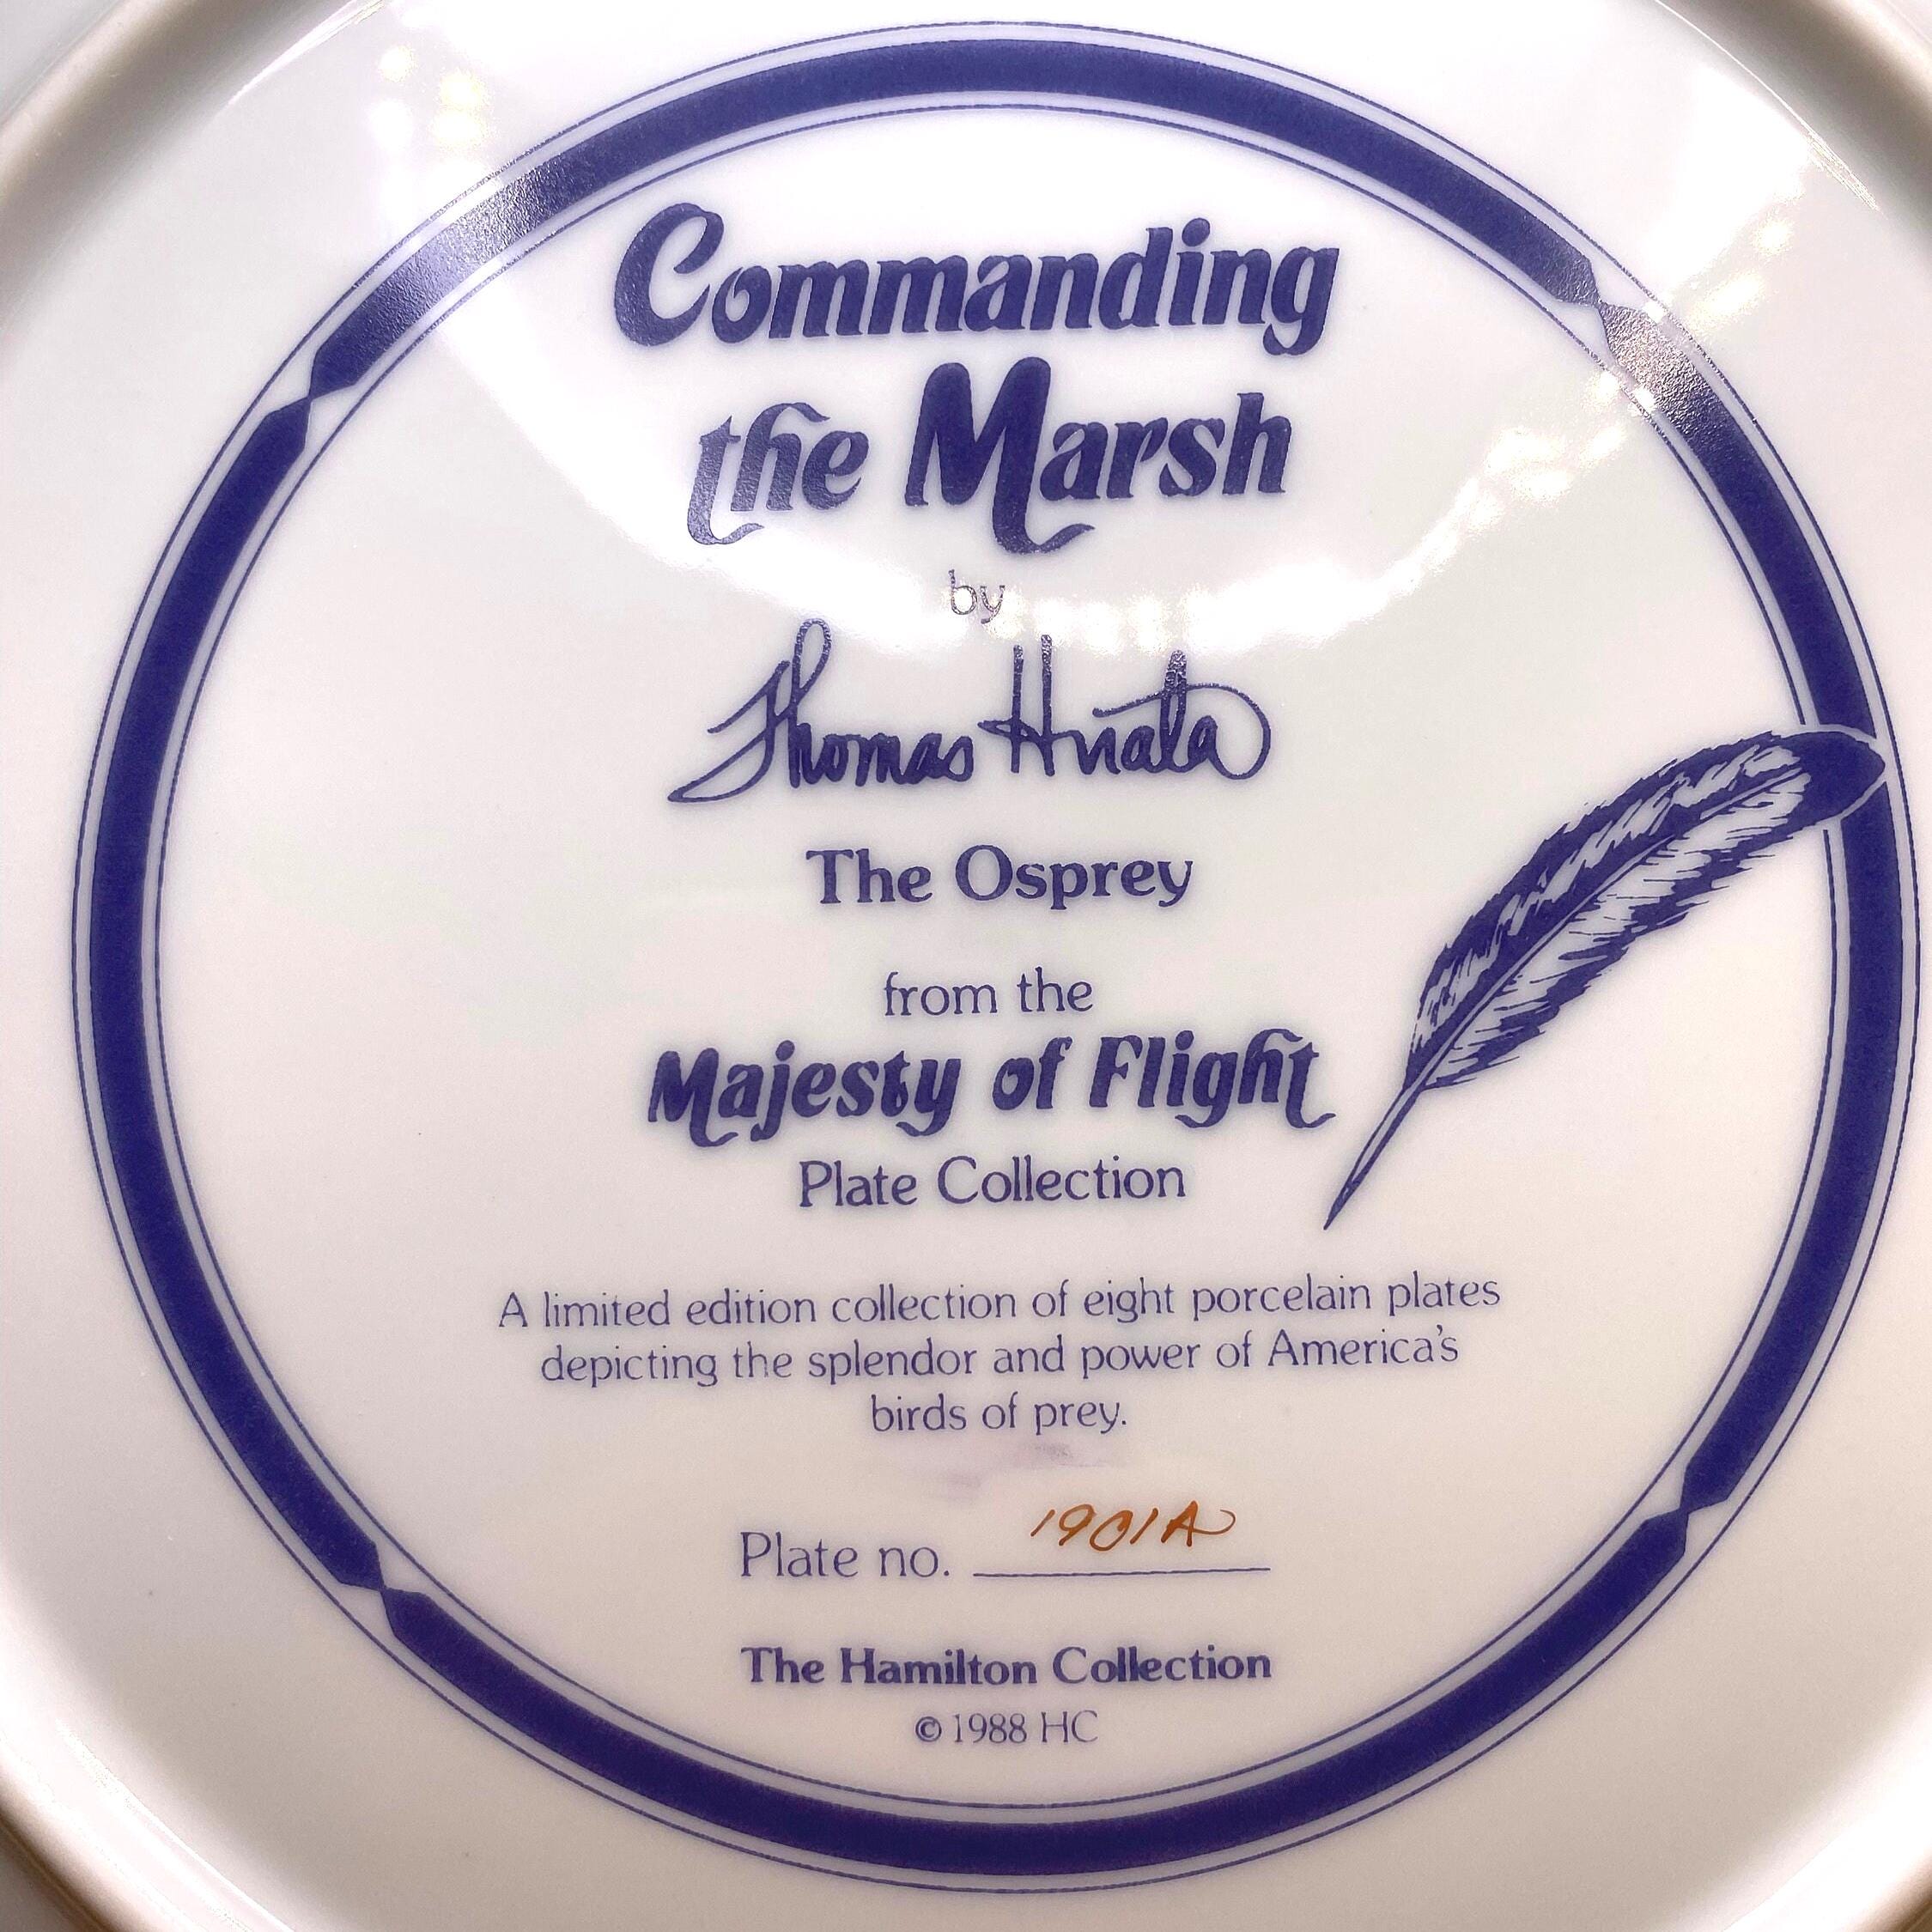 Commanding
the Marsh
by
Thomas Hirata
The Osprey
from the
Majesty of Flight
Plate Collection
A limited edition collection of eight porcelain plates
depicting the splendor and power of America's
birds of prey.
Plate no. 1901A
The Hamilton Collection
© 1988 HC